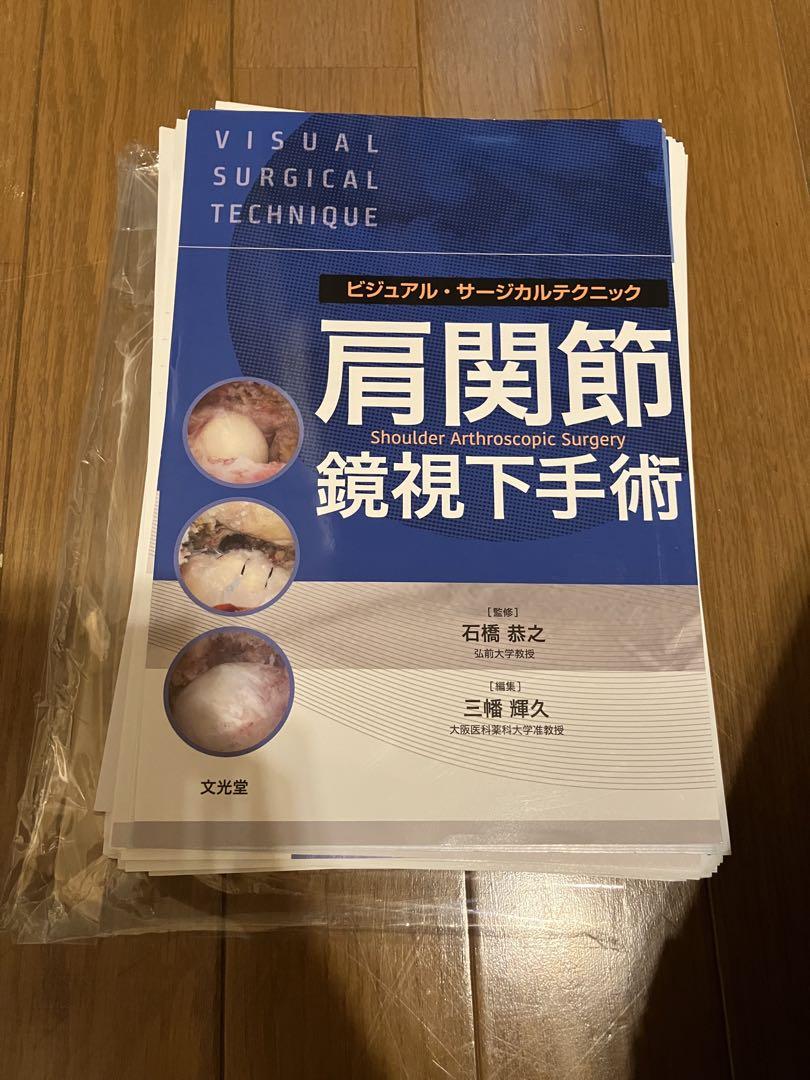 VISUAL
SURGICAL
TECHNIQUE
ビジュアル・サージカルテクニック
肩関節
Shoulder Arthroscopic Surgery
鏡視下手術
[監修]
石橋 恭之
弘前大学教授
[編集]
三幡 輝久
大阪医科薬科大学准教授
文光堂